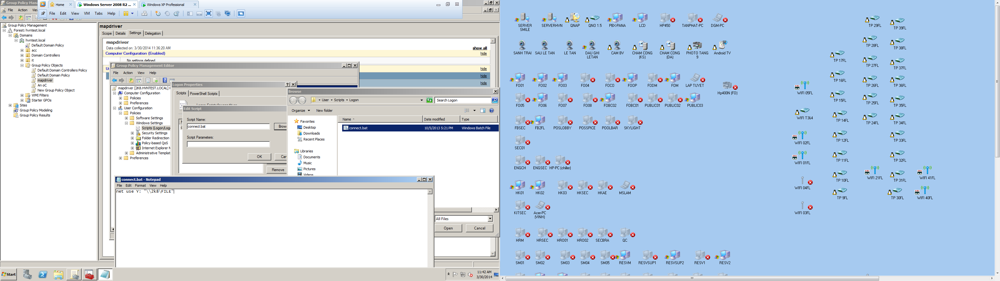 Group Policy Mana
Home
Windows Server 2008 R2 ...
Windows XP Professional
File Action View
File Edit View VM Tabs Help
Group Policy Management
Forest: hvntest.local
Domains
hvntest.local
Default Domain Policy
acc
Domain Controllers
it
Group Policy Objects
Default Domain Controllers Policy
Default Domain Policy
mapdriver
An oC
New Group Policy Object
WMI Filters
Starter GPOs
Sites
Group Policy Modeling
Group Policy Results
mapdriver
Scope Details Settings Delegation
mapdriver
Data collected on: 3/30/2014 11:36:20 AM
show all
Computer Configuration (Enabled)
hide
No settings defined
hide
hide
hide
Group Policy Management Editor
File Action View Help
mapdriver [2K8.HVNTEST.LOCAL]
Computer Configuration
Policies
Preferences
User Configuration
Policies
Software Settings
Windows Settings
Scripts (Logon/Logo
Security Settings
Folder Redirection
Policy-based QoS
Internet Explorer M
Administrative Templat
Preferences
Logon Properties
Scripts PowerShell Scripts
Edit Script
Script Name:
connect.bat
Brows
Script Parameters:
OK
Can
Remove
Browse
User Scripts Logon
Search Logon
Organize New folder
Favorites
Desktop
Downloads
Recent Places
Libraries
Documents
Music
Pictures
Videos
Name Date modified Type
connect.bat 10/5/2013 5:21 PM Windows Batch File
All Files
Open Cancel
connect.bat - Notepad
File Edit Format View Help
net use Y: "\\2k8\FILE"
Start
11:42 AM
3/30/2014
SERVER SMILE
SERVERHVN
QNAP
QNO 1.5
PBX-PANA
LCD
HP450
TANPHAT-PC
DGM-PC
SANH TRAI
SAU LE TAN
LE TAN
DAU GHI LETAN
CAM BV
CHAM CONG (KS)
CHAM CONG (DA)
PHOTO TANG 9
Android TV
FO01
FO02
FO03
FO04
FOCO
FOOP
FODM
FOM
LAP TUYET
Hp400N (FO)
FO05
FO06
FO07
FO08
FOBC02
FOBC01
PUBLIC01
PUBLIC02
PUBLIC03
FBSEC
FB2FL
POSLOBBY
POSSPICE
POOLBAR
SKYLIGHT
SEC01
ENGCH
ENGSEC
HP-PC (chiller)
HK01
HK02
HK03
HKSEC
HKAE
MSLAM
KITSEC
Acer-PC (VINH)
HRM
HRSEC
HRO01
HRO02
SECBRA
QC
SM01
SM02
SM03
SM04
SM05
RESVM
RESVSUP1
RESVSUP2
RESV1
RESV2
WIFI 05FL
WIFI T3&4
WIFI 02FL
WIFI 01FL
WIFI 04FL
WIFI 03FL
TP 17FL
TP 16FL
TP 15FL
TP 14FL
TP 12FL
TP 11FL
TP 10FL
TP 9FL
TP 29FL
TP 28FL
TP 27FL
TP 26FL
TP 25FL
TP 24FL
WIFI 21FL
TP 39FL
TP 38FL
TP 37FL
TP 36FL
TP 35FL
TP 34FL
TP 33FL
TP 32FL
TP 31FL
TP 30FL
WIFI 41FL
WIFI 40FL